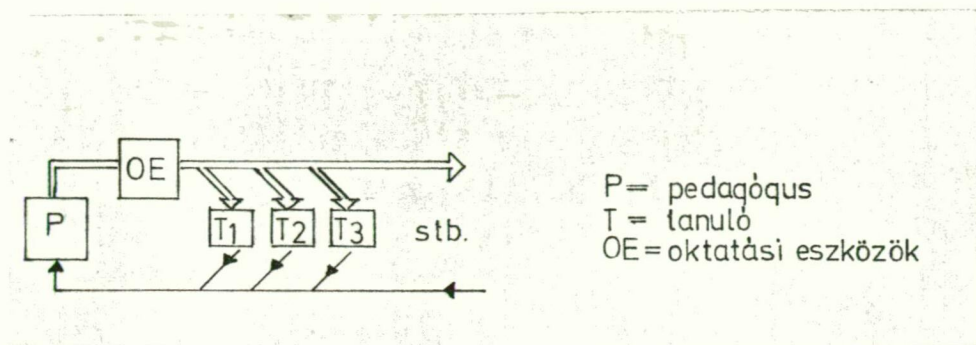 OE
P
T1 T2 T3 stb.
P= pedagógus
T= tanuló
OE= oktatási eszközök